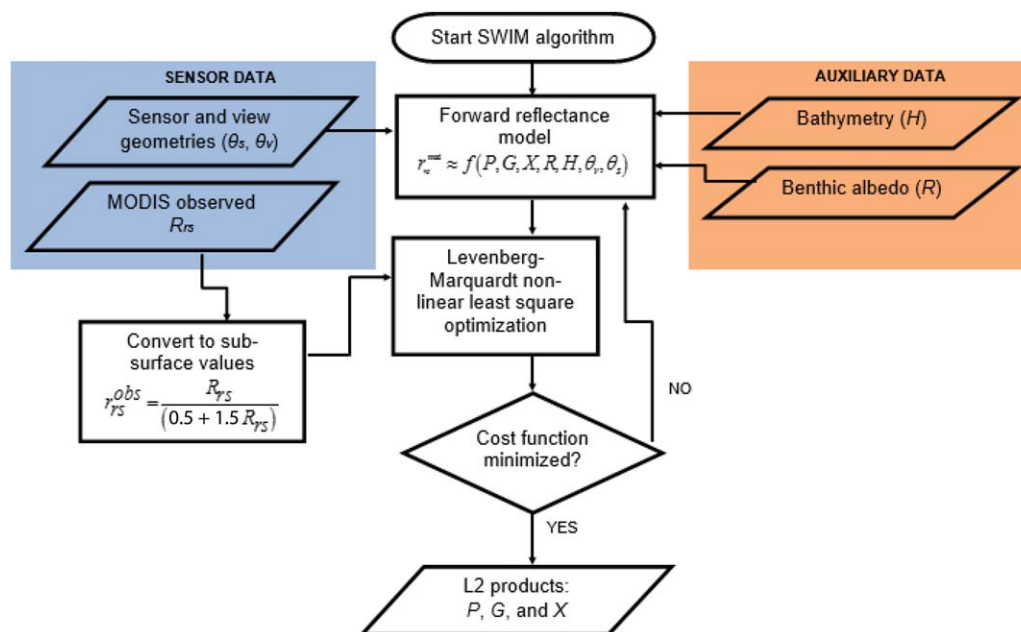 Start SWIM algorithm
SENSOR DATA
Sensor and view
geometries (θs, θv)
MODIS observed
Rrs
AUXILIARY DATA
Bathymetry (H)
Benthic albedo (R)
Forward reflectance
model
r_rs^mod ≈ f(P, G, X, R, H, θv, θs)
Levenberg-
Marquardt non-
linear least square
optimization
Convert to sub-
surface values
r_rs^obs = R_rs / (0.5 + 1.5 R_rs)
NO
Cost function
minimized?
YES
L2 products:
P, G, and X